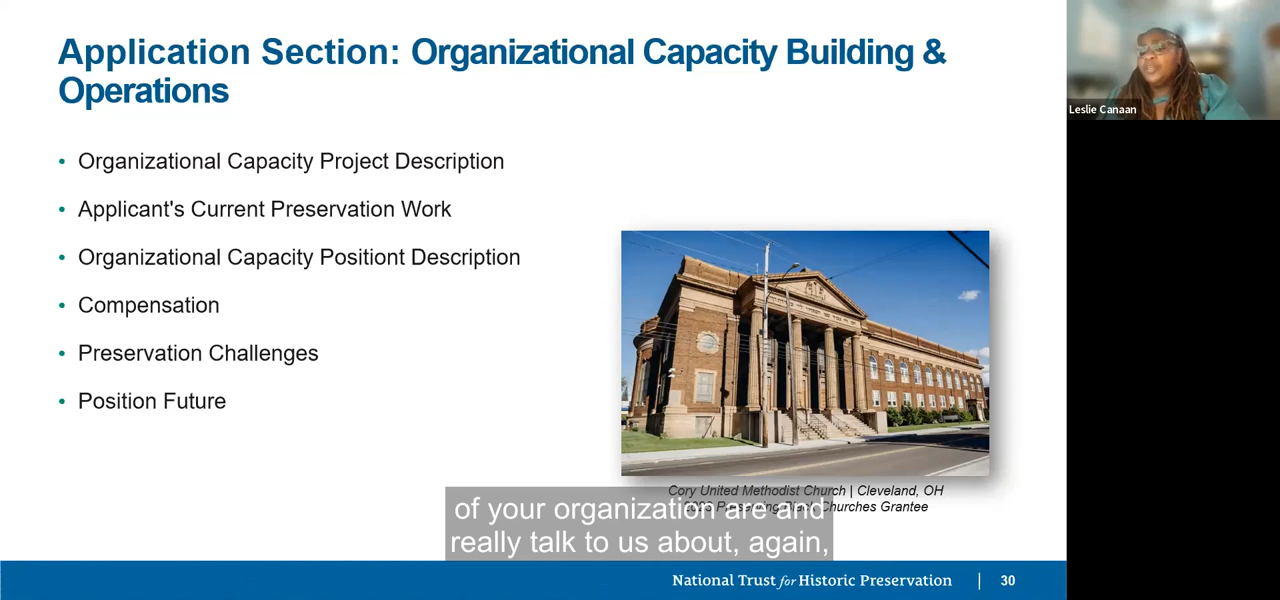 Application Section: Organizational Capacity Building &
Operations
• Organizational Capacity Project Description
• Applicant's Current Preservation Work
• Organizational Capacity Positiont Description
• Compensation
• Preservation Challenges
• Position Future
Cory United Methodist Church | Cleveland, OH
Preserving Black Churches Grantee
of your organization are and
really talk to us about, again,
National Trust for Historic Preservation | 30
Leslie Canaan